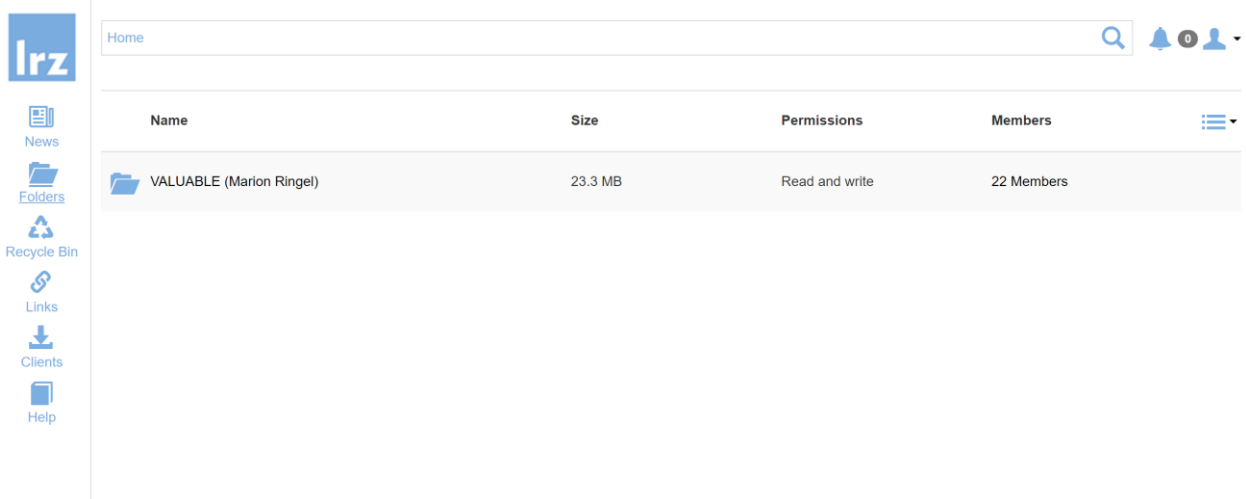 lrz
Home
0
News
Folders
Recycle Bin
Links
Clients
Help
Name Size Permissions Members
VALUABLE (Marion Ringel) 23.3 MB Read and write 22 Members